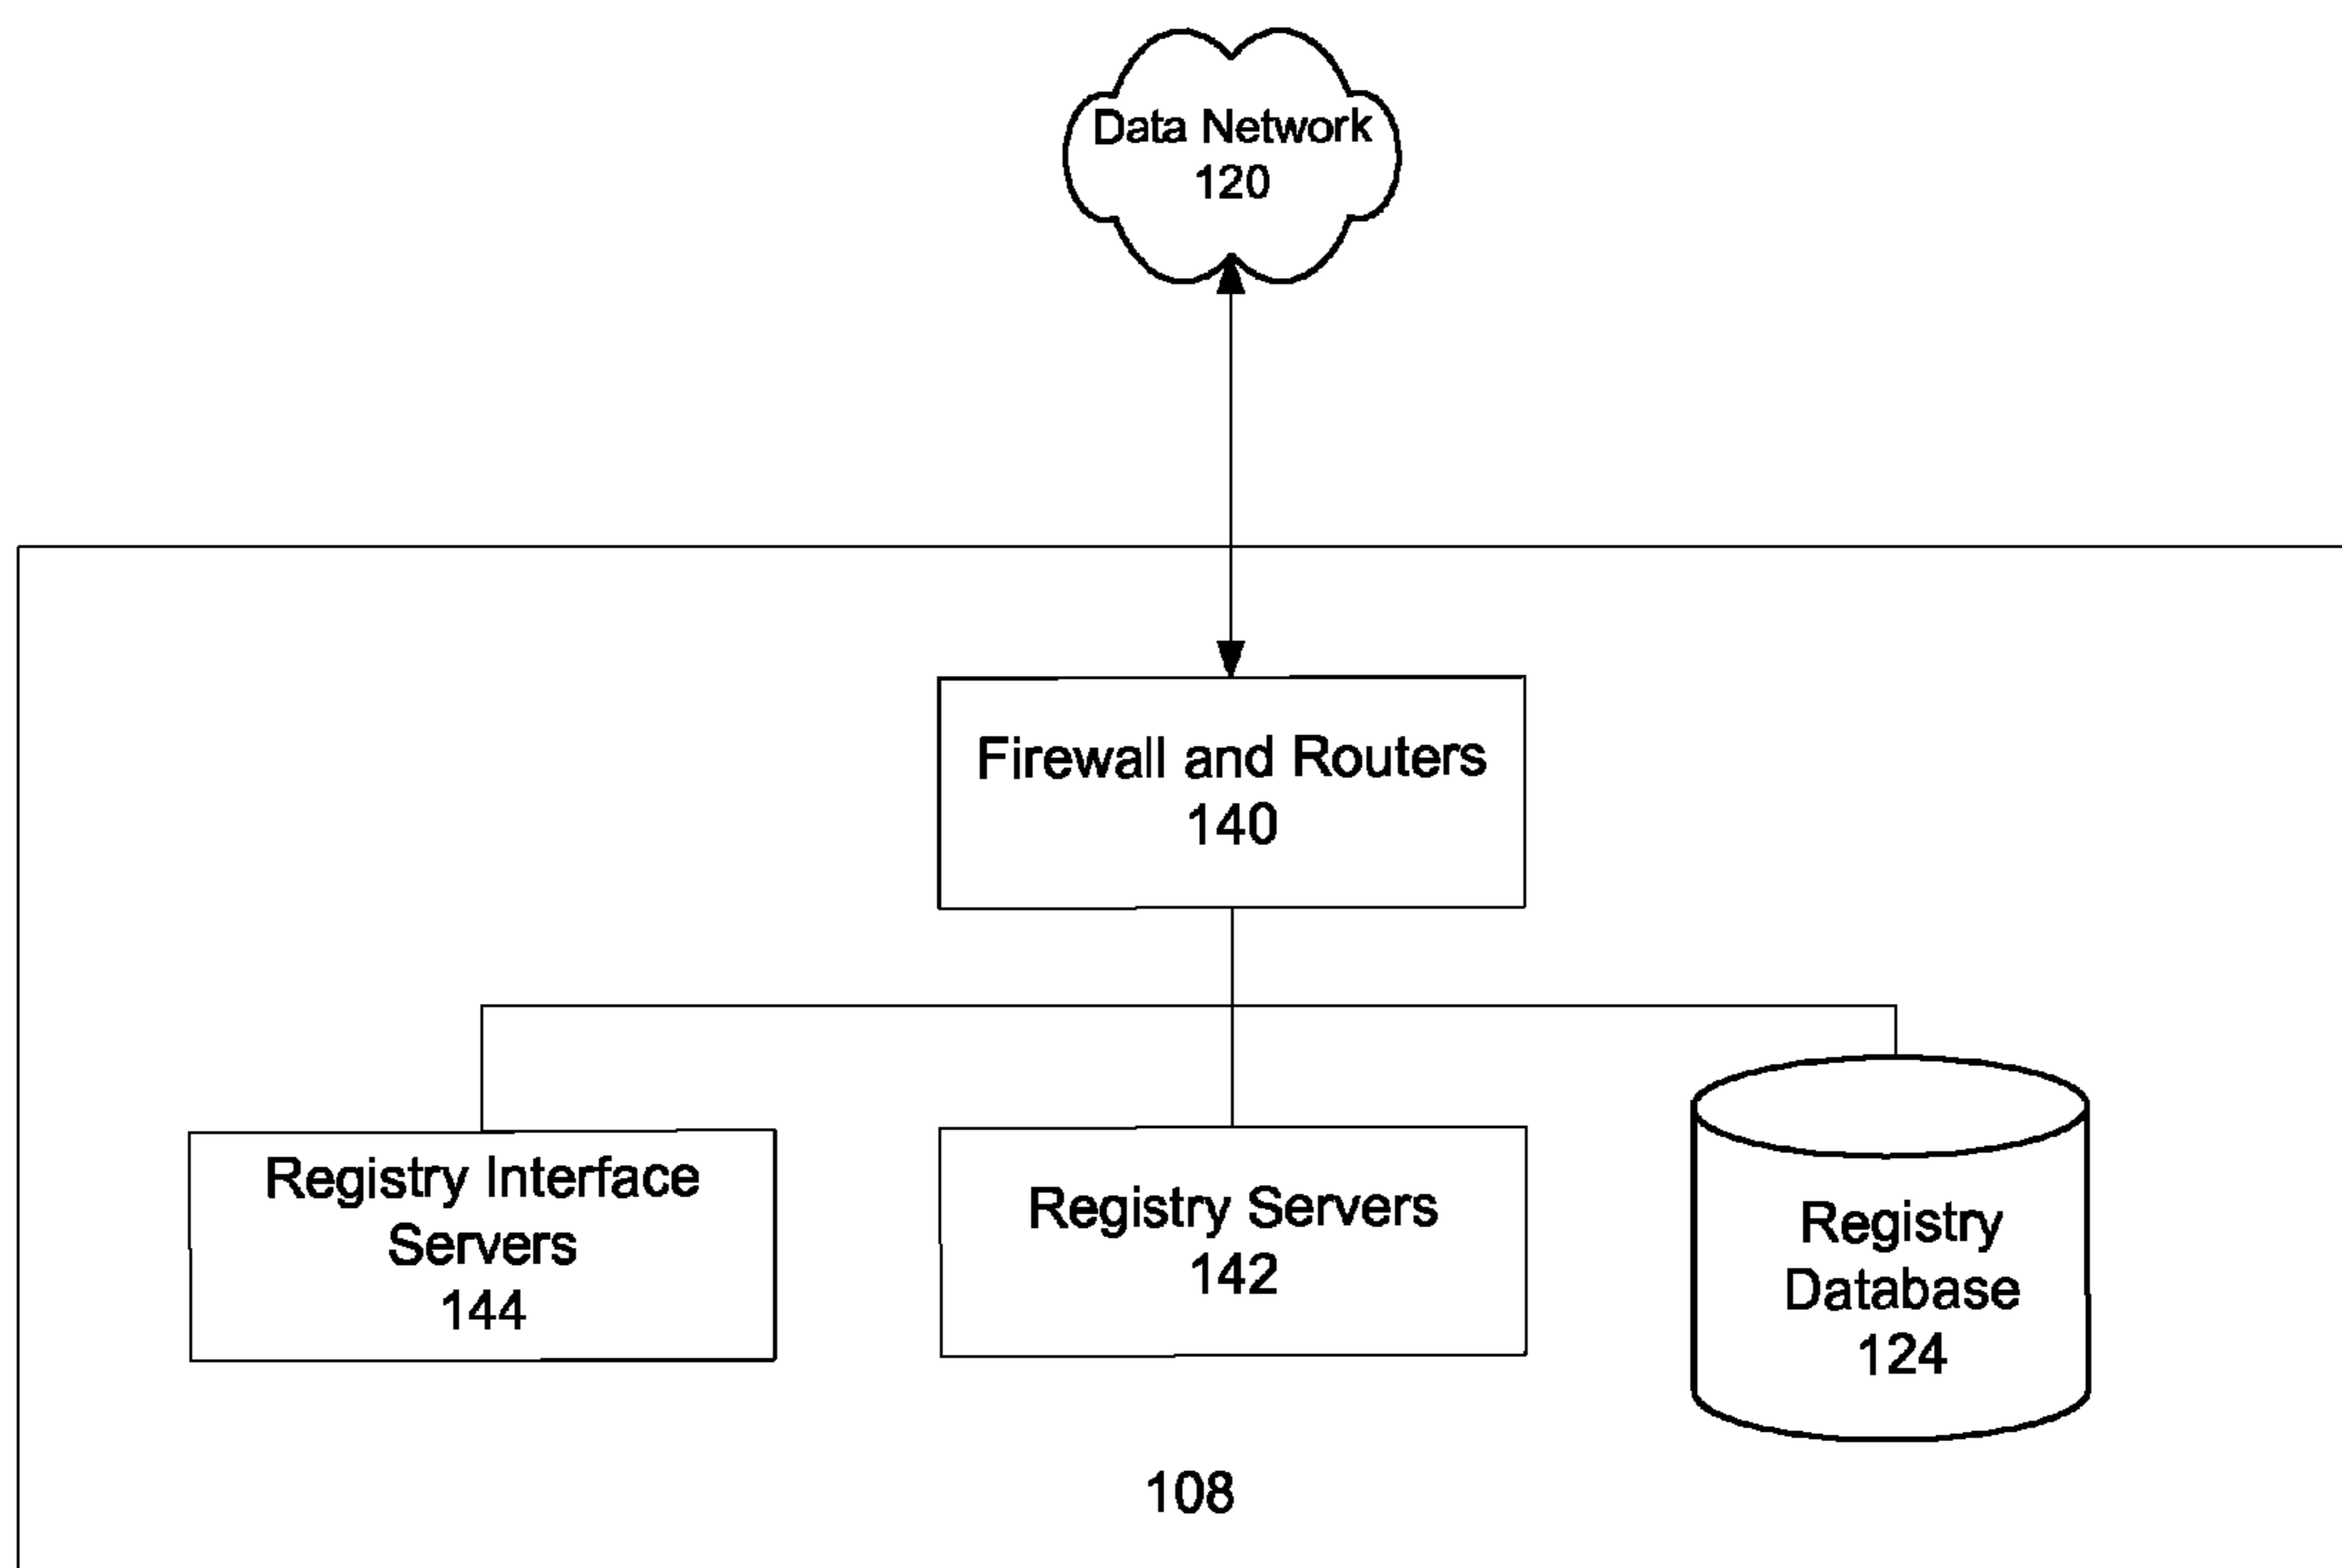 Data Network
120
Firewall and Routers
140
Registry Interface
Servers
144
Registry Servers
142
Registry
Database
124
108